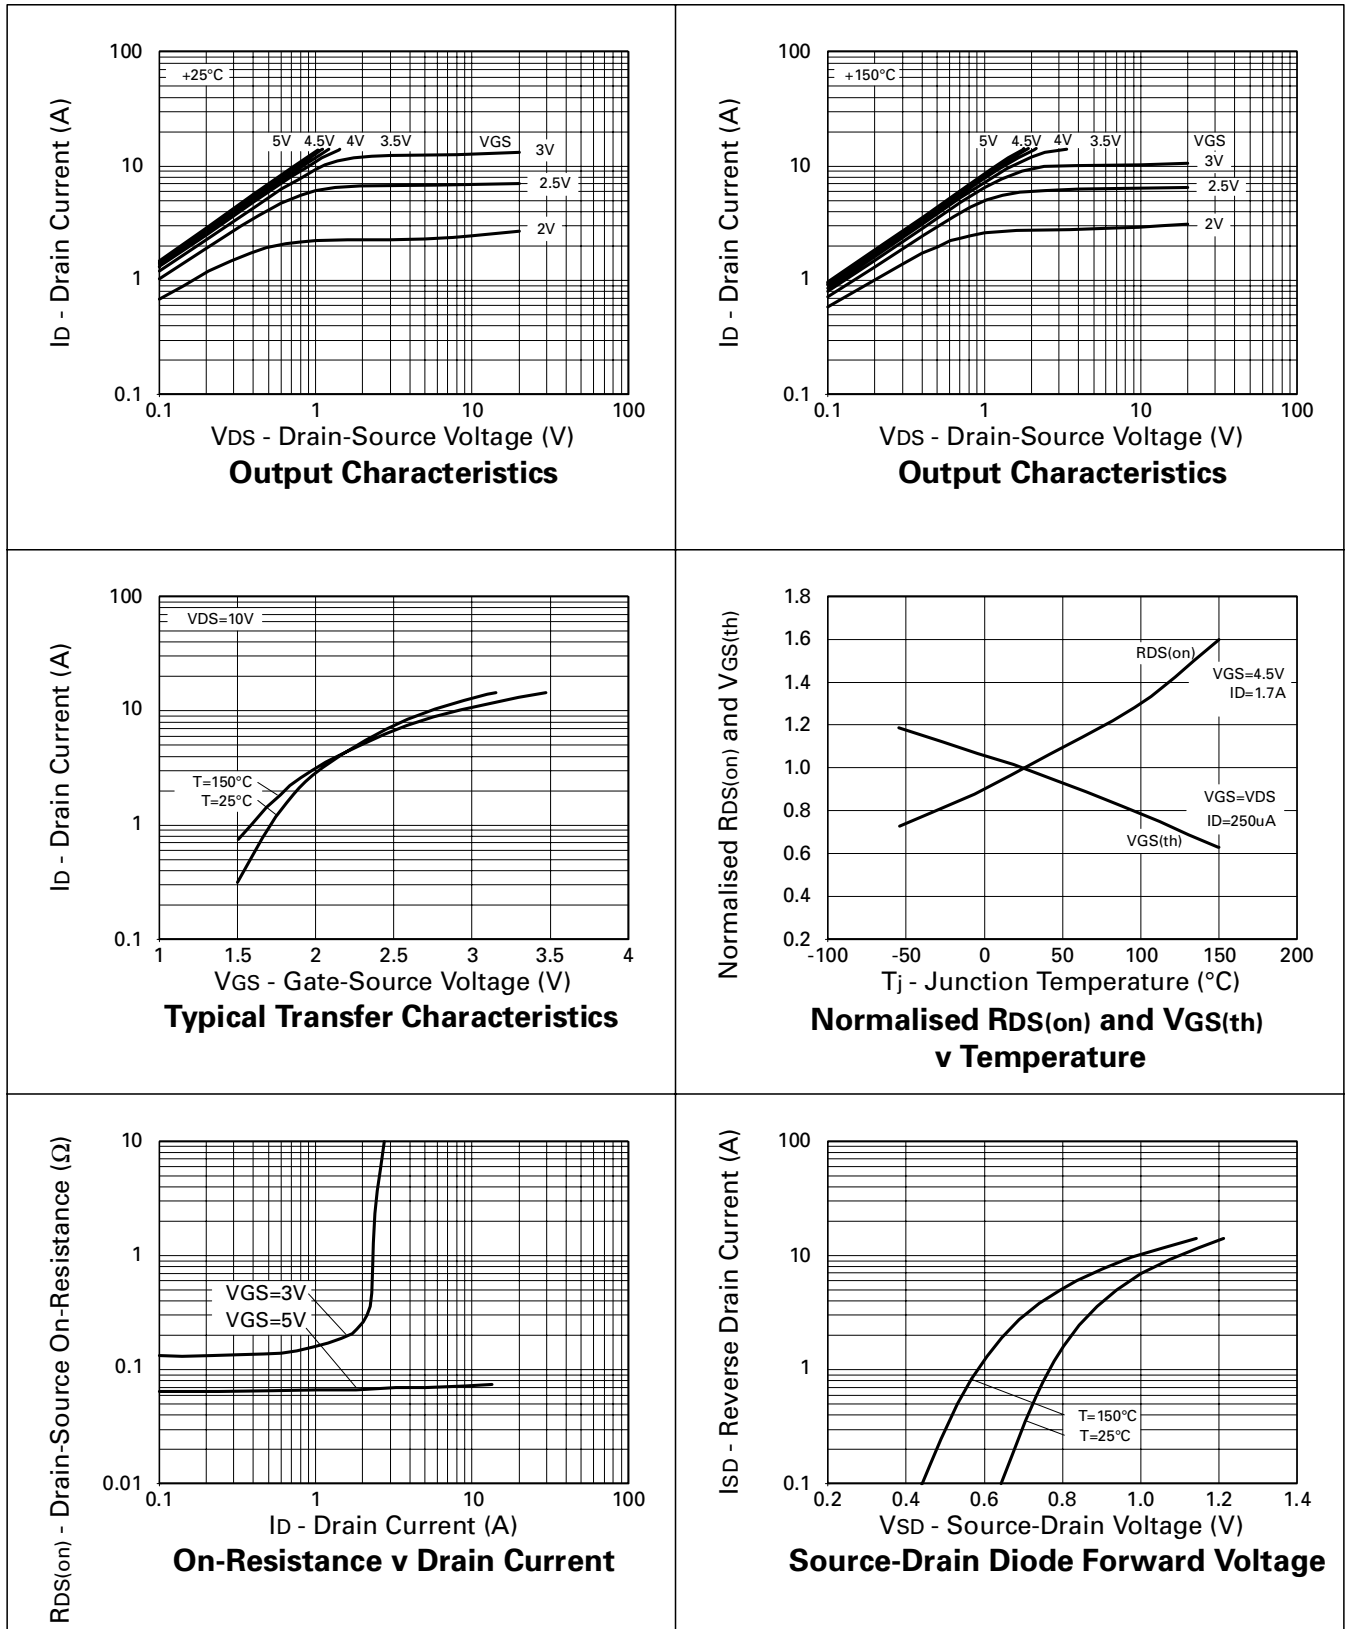 100
10
1
0.1
ID - Drain Current (A)
+25°C
5V 4.5V 4V 3.5V VGS
3V
2.5V
2V
0.1 1 10 100
VDS - Drain-Source Voltage (V)
Output Characteristics
100
10
1
0.1
ID - Drain Current (A)
+150°C
5V 4.5V 4V 3.5V VGS
3V
2.5V
2V
0.1 1 10 100
VDS - Drain-Source Voltage (V)
Output Characteristics
100
10
1
0.1
ID - Drain Current (A)
VDS=10V
T=150°C
T=25°C
1 1.5 2 2.5 3 3.5 4
VGS - Gate-Source Voltage (V)
Typical Transfer Characteristics
1.8
1.6
1.4
1.2
1.0
0.8
0.6
0.4
0.2
Normalised RDS(on) and VGS(th)
RDS(on)
VGS=4.5V
ID=1.7A
VGS=VDS
ID=250uA
VGS(th)
-100 -50 0 50 100 150 200
Tj - Junction Temperature (°C)
Normalised RDS(on) and VGS(th)
v Temperature
10
1
0.1
0.01
RDS(on) - Drain-Source On-Resistance (Ω)
VGS=3V
VGS=5V
0.1 1 10 100
ID - Drain Current (A)
On-Resistance v Drain Current
100
10
1
0.1
ISD - Reverse Drain Current (A)
T=150°C
T=25°C
0.2 0.4 0.6 0.8 1.0 1.2 1.4
VSD - Source-Drain Voltage (V)
Source-Drain Diode Forward Voltage